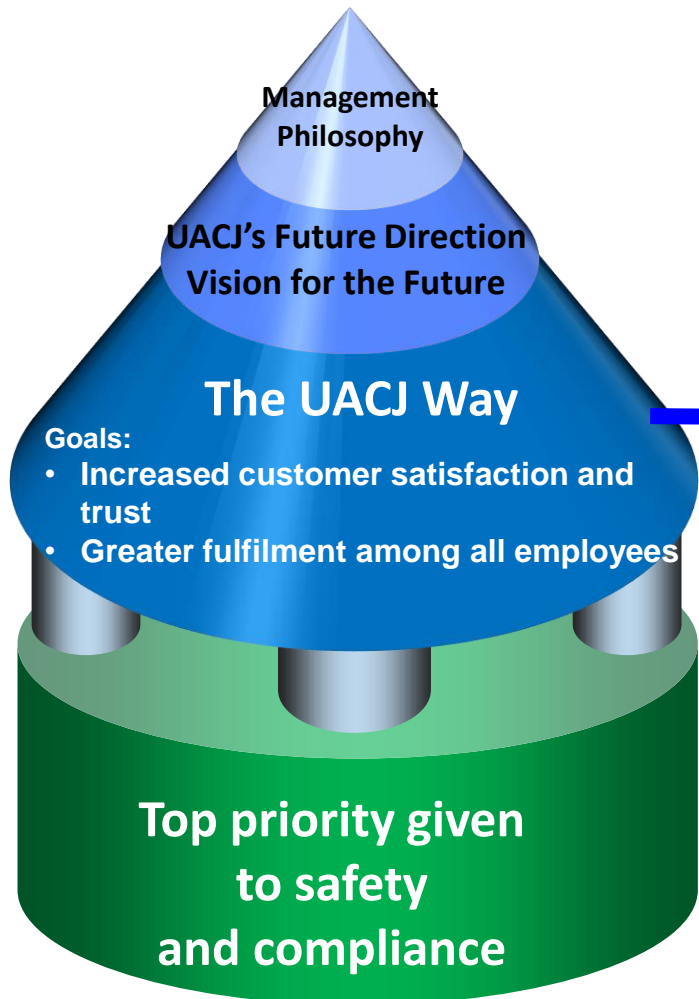 Management
Philosophy
UACJ’s Future Direction
Vision for the Future
The UACJ Way
Goals:
• Increased customer satisfaction and
trust
• Greater fulfilment among all employees
Top priority given
to safety
and compliance